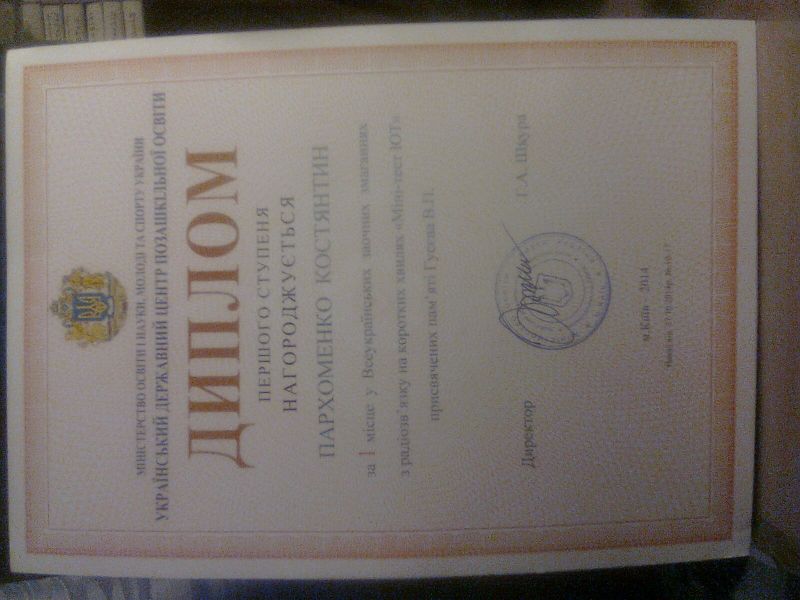 МІНІСТЕРСТВО ОСВІТИ І НАУКИ, МОЛОДІ ТА СПОРТУ УКРАЇНИ
УКРАЇНСЬКИЙ ДЕРЖАВНИЙ ЦЕНТР ПОЗАШКІЛЬНОЇ ОСВІТИ
ДИПЛОМ
ПЕРШОГО СТУПЕНЯ
НАГОРОДЖУЄТЬСЯ
ПАРХОМЕНКО КОСТЯНТИН
за 1 місце у Всеукраїнських заочних змаганнях
з радіозв'язку на коротких хвилях «Міні-тест ЮТ»
присвячених пам'яті Гусєва В.П.
Директор Г.А. Шкура
м.Київ - 2014